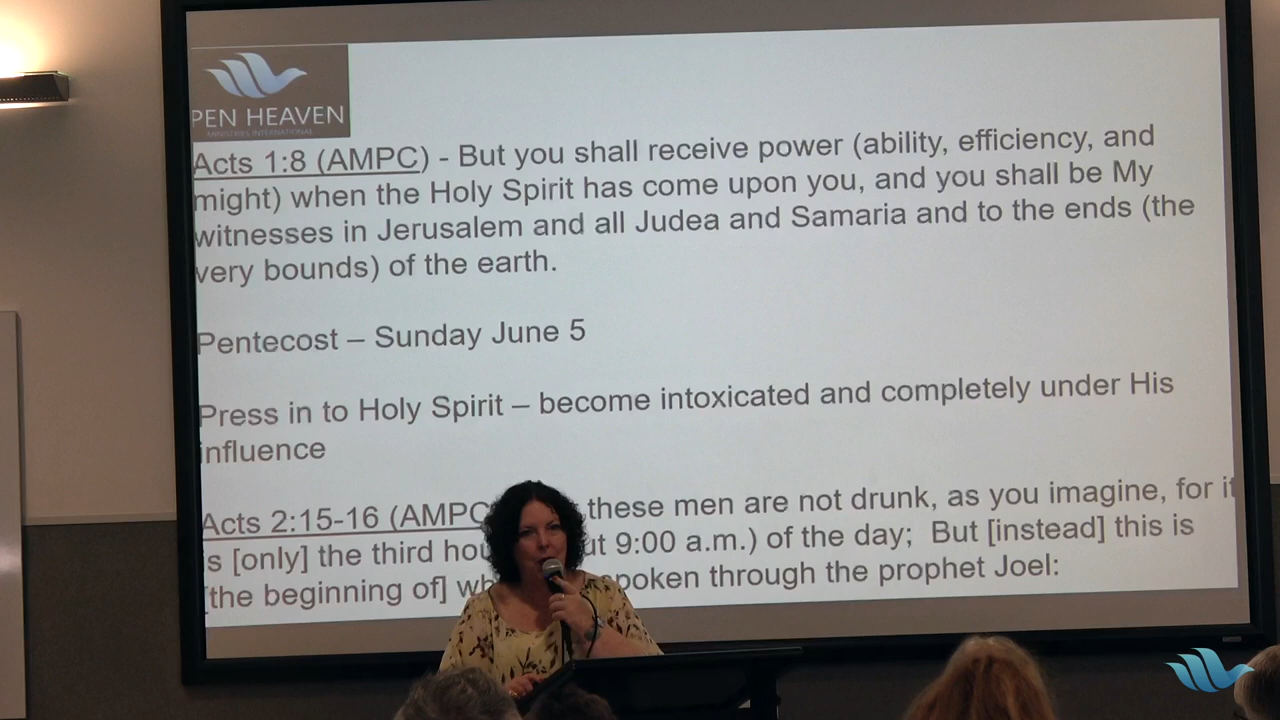 PEN HEAVEN
MINISTRIES INTERNATIONAL
Acts 1:8 (AMPC) - But you shall receive power (ability, efficiency, and
might) when the Holy Spirit has come upon you, and you shall be My
witnesses in Jerusalem and all Judea and Samaria and to the ends (the
very bounds) of the earth.
Pentecost – Sunday June 5
Press in to Holy Spirit – become intoxicated and completely under His
influence
Acts 2:15-16 (AMPC these men are not drunk, as you imagine, for it
is [only] the third 9:00 a.m.) of the day; But [instead] this is
[the beginning of] through the prophet Joel: